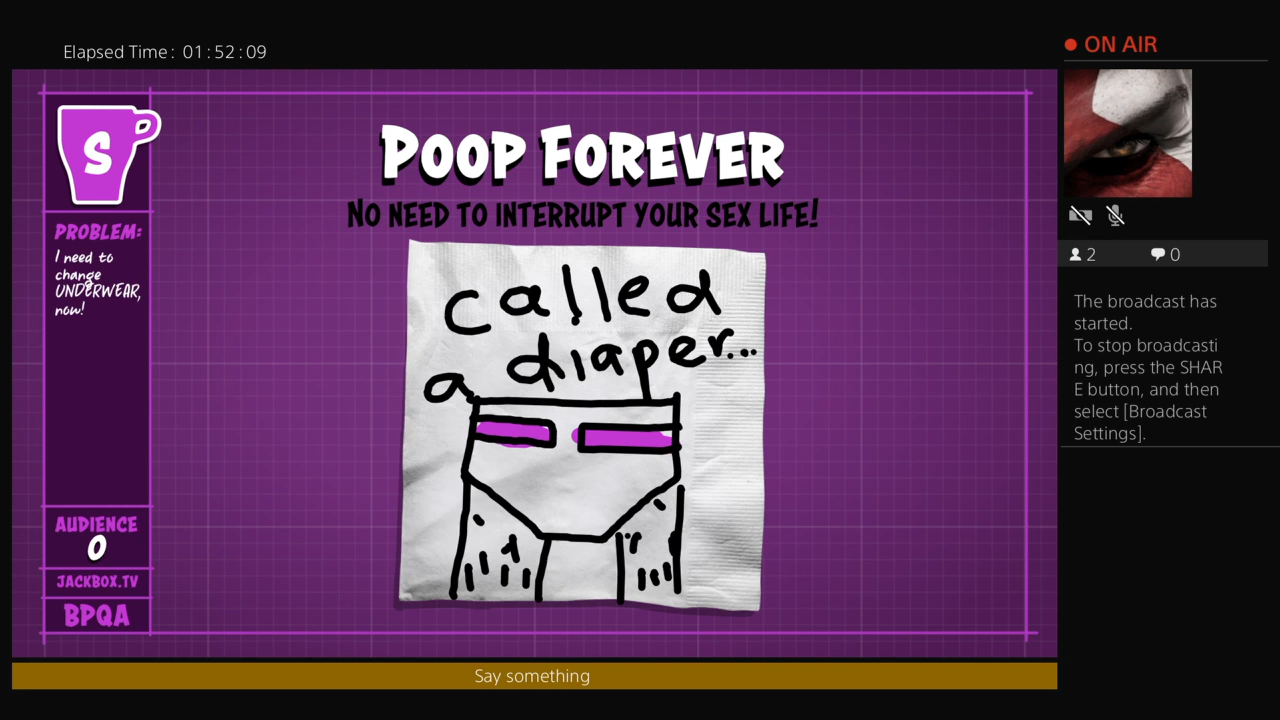 Elapsed Time: 01:52:09
ON AIR
S
POOP FOREVER
NO NEED TO INTERRUPT YOUR SEX LIFE!
PROBLEM:
I need to
change
UNDERWEAR,
now!
called
a diaper...
AUDIENCE
0
JACKBOX.TV
BPQA
Say something
2
0
The broadcast has
started.
To stop broadcasti
ng, press the SHAR
E button, and then
select [Broadcast
Settings].